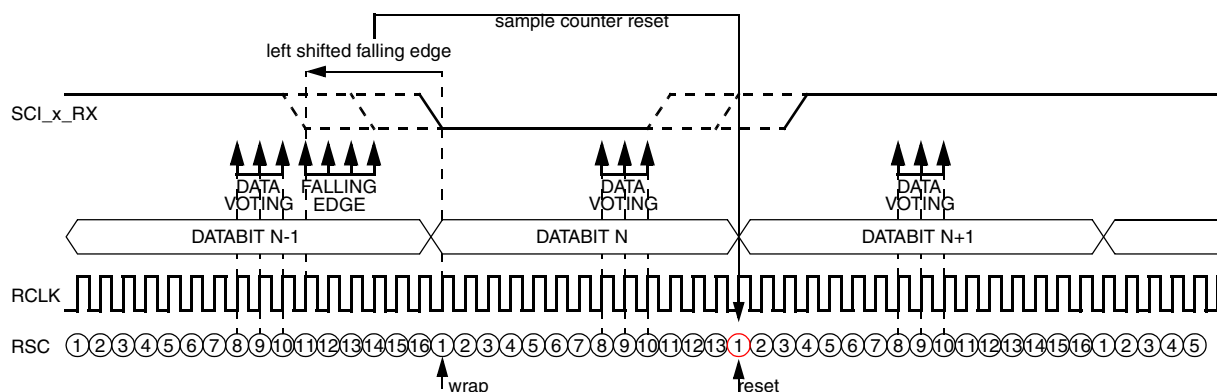 sample counter reset
left shifted falling edge
SCI_x_RX
DATA VOTING
FALLING EDGE
DATA VOTING
DATA VOTING
DATABIT N-1
DATABIT N
DATABIT N+1
RCLK
RSC 1 2 3 4 5 6 7 8 9 10 11 12 13 14 15 16 1 2 3 4 5 6 7 8 9 10 11 12 13 1 2 3 4 5 6 7 8 9 10 11 12 13 14 15 16 1 2 3 4 5
wrap
reset